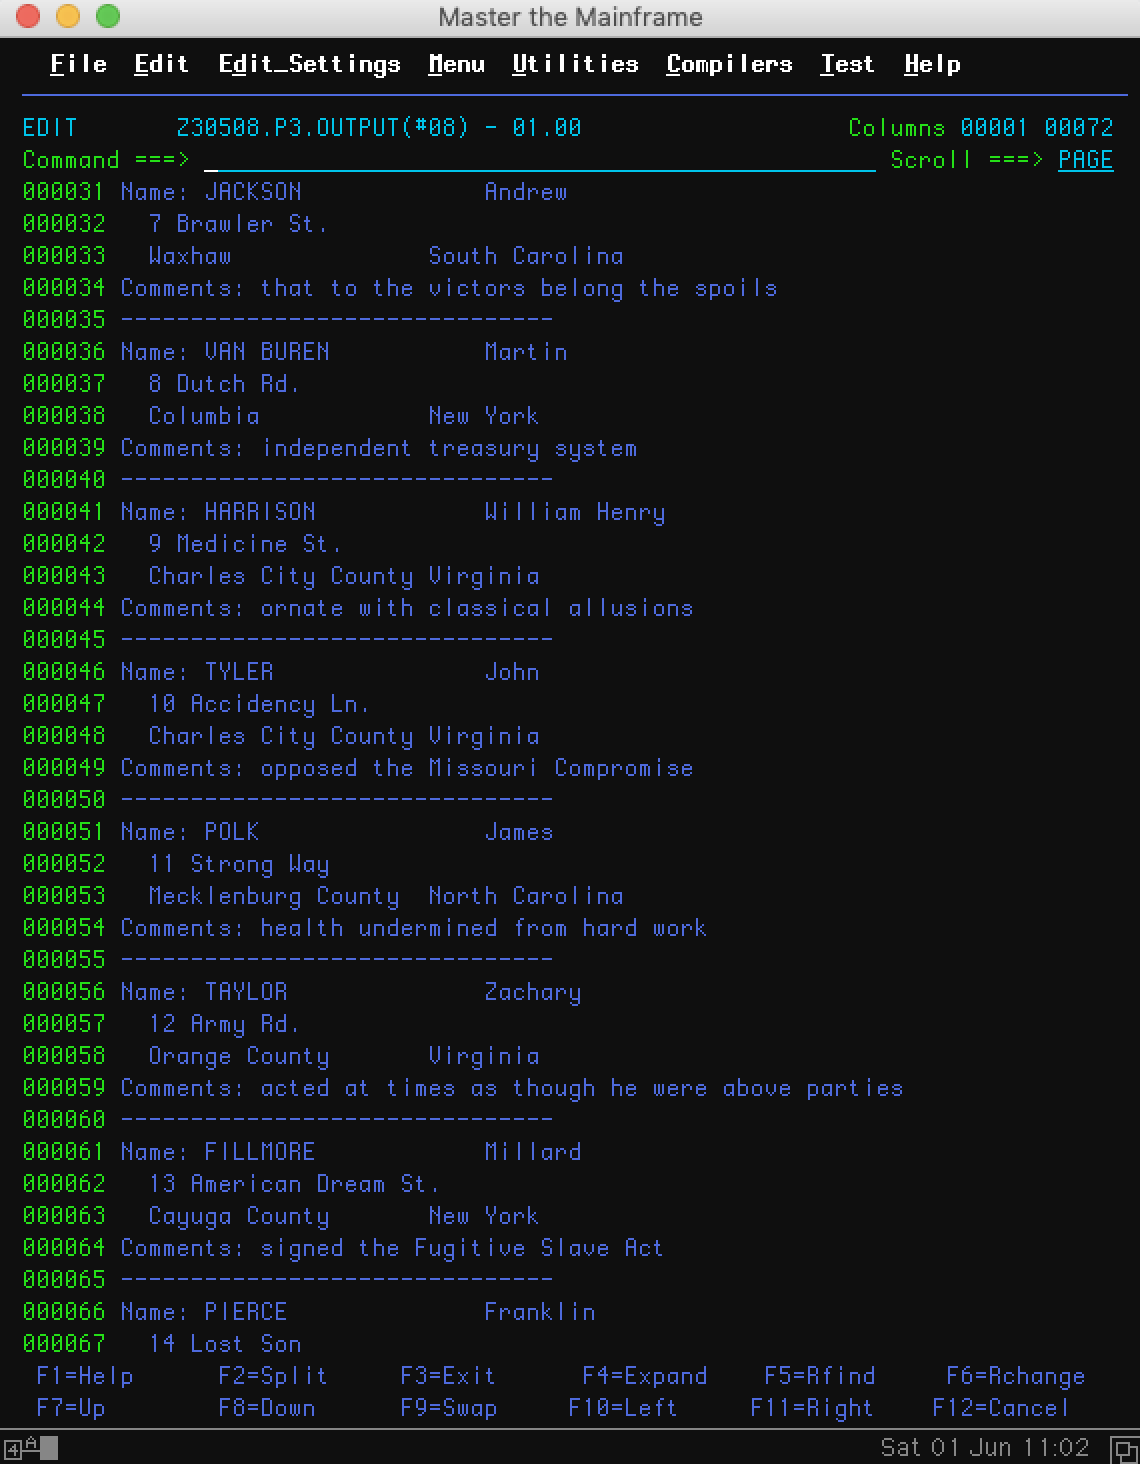 Master the Mainframe
File  Edit  Edit_Settings  Menu  Utilities  Compilers  Test  Help
EDIT       Z30508.P3.OUTPUT(#08) - 01.00                   Columns 00001 00072
Command ===>                                                  Scroll ===> PAGE
000031 Name: JACKSON             Andrew
000032   7 Brawler St.
000033   Waxhaw              South Carolina
000034 Comments: that to the victors belong the spoils
000035 -------------------------------
000036 Name: VAN BUREN           Martin
000037   8 Dutch Rd.
000038   Columbia            New York
000039 Comments: independent treasury system
000040 -------------------------------
000041 Name: HARRISON            William Henry
000042   9 Medicine St.
000043   Charles City County Virginia
000044 Comments: ornate with classical allusions
000045 -------------------------------
000046 Name: TYLER               John
000047   10 Accidency Ln.
000048   Charles City County Virginia
000049 Comments: opposed the Missouri Compromise
000050 -------------------------------
000051 Name: POLK                James
000052   11 Strong Way
000053   Mecklenburg County  North Carolina
000054 Comments: health undermined from hard work
000055 -------------------------------
000056 Name: TAYLOR              Zachary
000057   12 Army Rd.
000058   Orange County       Virginia
000059 Comments: acted at times as though he were above parties
000060 -------------------------------
000061 Name: FILLMORE            Millard
000062   13 American Dream St.
000063   Cayuga County       New York
000064 Comments: signed the Fugitive Slave Act
000065 -------------------------------
000066 Name: PIERCE              Franklin
000067   14 Lost Son
F1=Help      F2=Split     F3=Exit      F4=Expand    F5=Rfind     F6=Rchange
F7=Up        F8=Down      F9=Swap     F10=Left     F11=Right    F12=Cancel
4 A Sat 01 Jun 11:02